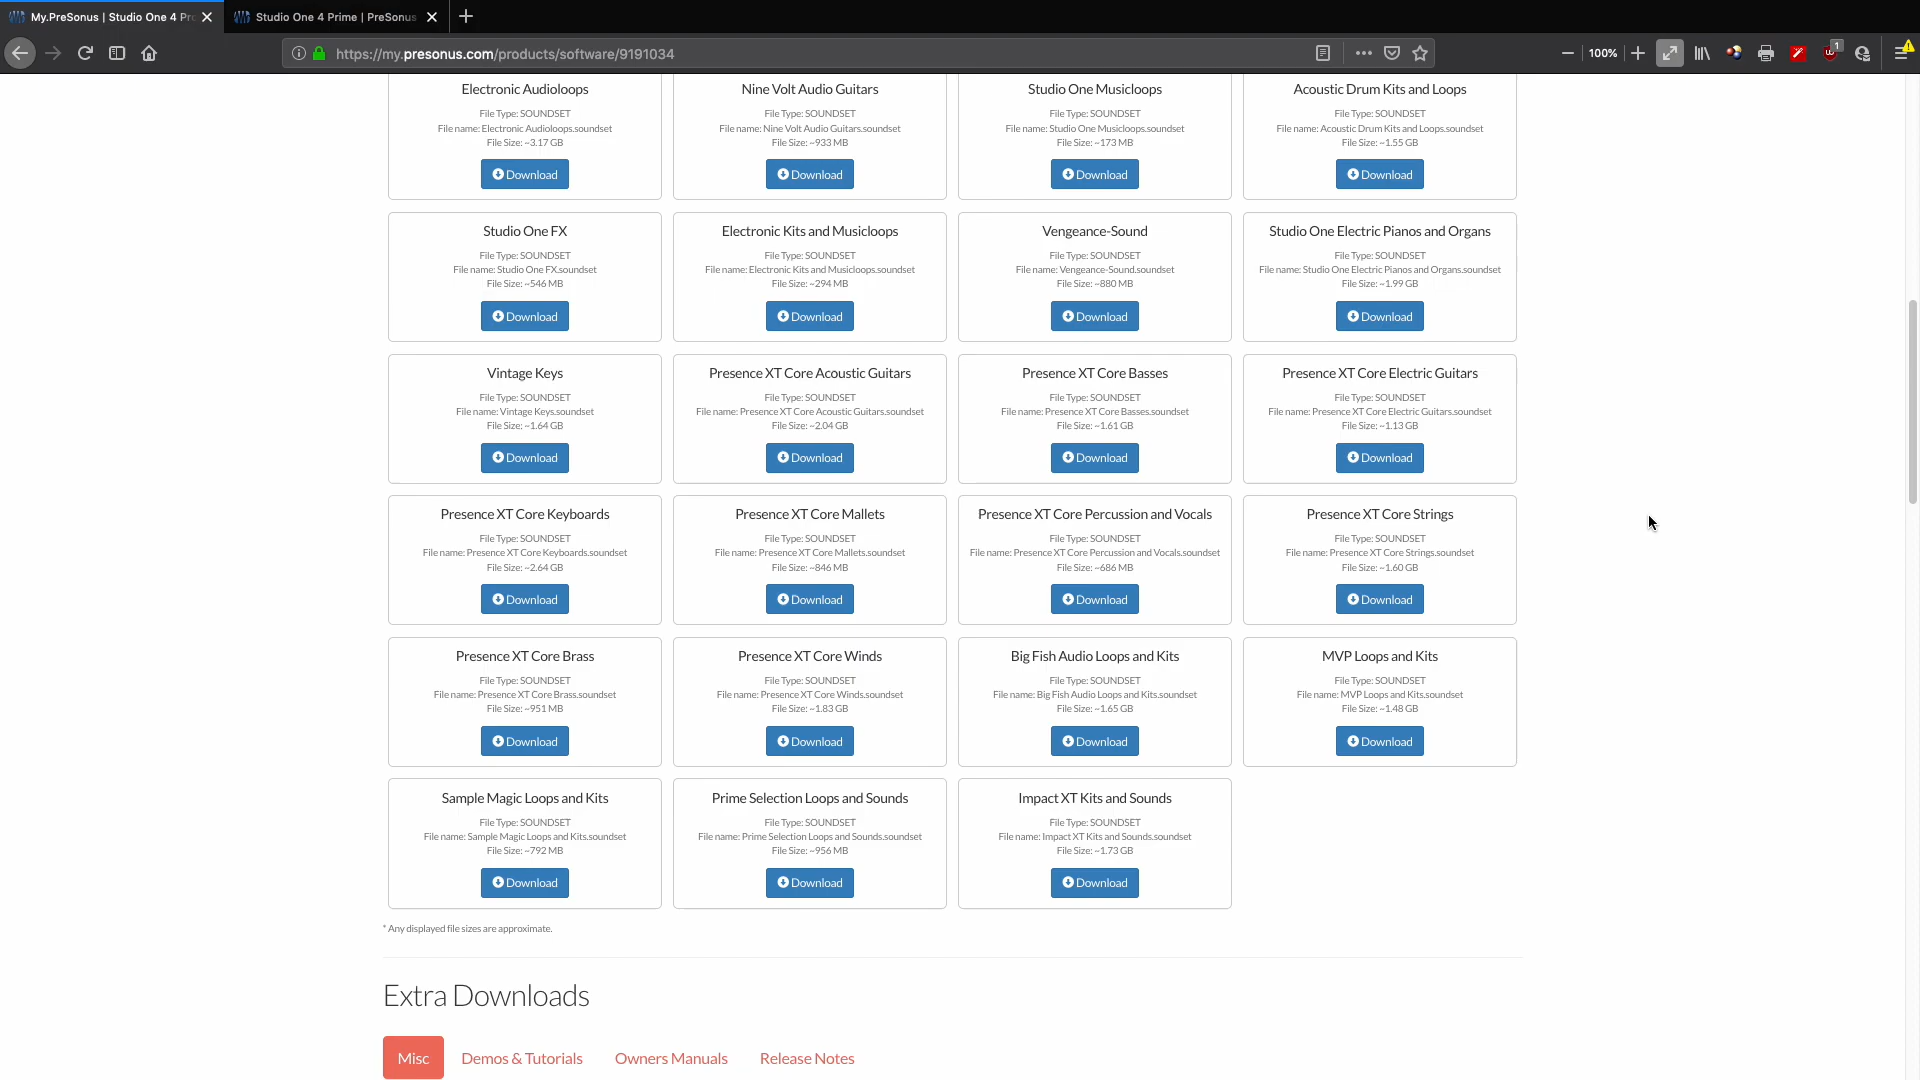 My.PreSonus | Studio One 4 Pr
Studio One 4 Prime | PreSonus
https://my.presonus.com/products/software/9191034
100%
1
Electronic Audioloops
File Type: SOUNDSET
File name: Electronic Audioloops.soundset
File Size: ~3.17 GB
Download
Nine Volt Audio Guitars
File Type: SOUNDSET
File name: Nine Volt Audio Guitars.soundset
File Size: ~933 MB
Download
Studio One Musicloops
File Type: SOUNDSET
File name: Studio One Musicloops.soundset
File Size: ~173 MB
Download
Acoustic Drum Kits and Loops
File Type: SOUNDSET
File name: Acoustic Drum Kits and Loops.soundset
File Size: ~1.55 GB
Download
Studio One FX
File Type: SOUNDSET
File name: Studio One FX.soundset
File Size: ~546 MB
Download
Electronic Kits and Musicloops
File Type: SOUNDSET
File name: Electronic Kits and Musicloops.soundset
File Size: ~294 MB
Download
Vengeance-Sound
File Type: SOUNDSET
File name: Vengeance-Sound.soundset
File Size: ~880 MB
Download
Studio One Electric Pianos and Organs
File Type: SOUNDSET
File name: Studio One Electric Pianos and Organs.soundset
File Size: ~1.99 GB
Download
Vintage Keys
File Type: SOUNDSET
File name: Vintage Keys.soundset
File Size: ~1.64 GB
Download
Presence XT Core Acoustic Guitars
File Type: SOUNDSET
File name: Presence XT Core Acoustic Guitars.soundset
File Size: ~2.04 GB
Download
Presence XT Core Basses
File Type: SOUNDSET
File name: Presence XT Core Basses.soundset
File Size: ~1.61 GB
Download
Presence XT Core Electric Guitars
File Type: SOUNDSET
File name: Presence XT Core Electric Guitars.soundset
File Size: ~1.13 GB
Download
Presence XT Core Keyboards
File Type: SOUNDSET
File name: Presence XT Core Keyboards.soundset
File Size: ~2.64 GB
Download
Presence XT Core Mallets
File Type: SOUNDSET
File name: Presence XT Core Mallets.soundset
File Size: ~846 MB
Download
Presence XT Core Percussion and Vocals
File Type: SOUNDSET
File name: Presence XT Core Percussion and Vocals.soundset
File Size: ~686 MB
Download
Presence XT Core Strings
File Type: SOUNDSET
File name: Presence XT Core Strings.soundset
File Size: ~1.60 GB
Download
Presence XT Core Brass
File Type: SOUNDSET
File name: Presence XT Core Brass.soundset
File Size: ~951 MB
Download
Presence XT Core Winds
File Type: SOUNDSET
File name: Presence XT Core Winds.soundset
File Size: ~1.83 GB
Download
Big Fish Audio Loops and Kits
File Type: SOUNDSET
File name: Big Fish Audio Loops and Kits.soundset
File Size: ~1.65 GB
Download
MVP Loops and Kits
File Type: SOUNDSET
File name: MVP Loops and Kits.soundset
File Size: ~1.48 GB
Download
Sample Magic Loops and Kits
File Type: SOUNDSET
File name: Sample Magic Loops and Kits.soundset
File Size: ~792 MB
Download
Prime Selection Loops and Sounds
File Type: SOUNDSET
File name: Prime Selection Loops and Sounds.soundset
File Size: ~956 MB
Download
Impact XT Kits and Sounds
File Type: SOUNDSET
File name: Impact XT Kits and Sounds.soundset
File Size: ~1.73 GB
Download
* Any displayed file sizes are approximate.
Extra Downloads
Misc
Demos & Tutorials
Owners Manuals
Release Notes